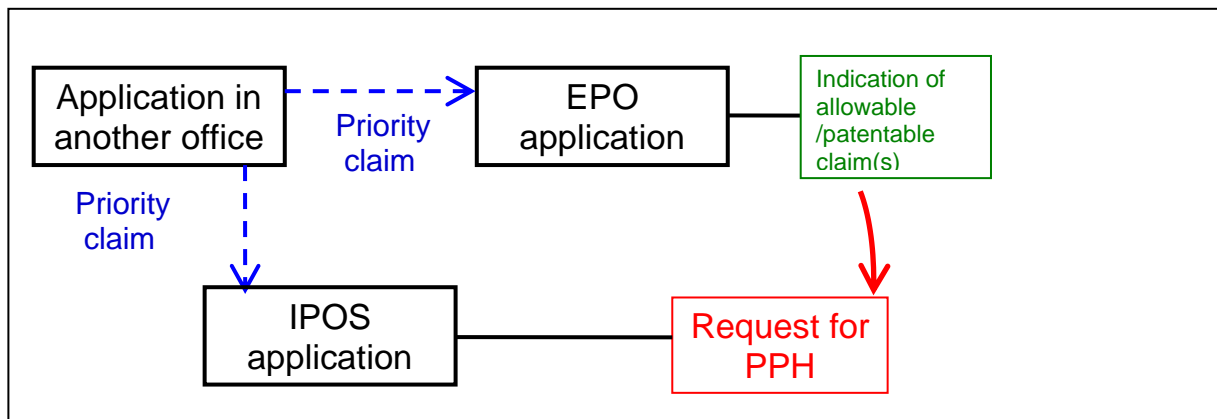 Application in
another office
Priority
claim
EPO
application
Indication of
allowable
/patentable
claim(s)
Priority
claim
IPOS
application
Request for
PPH